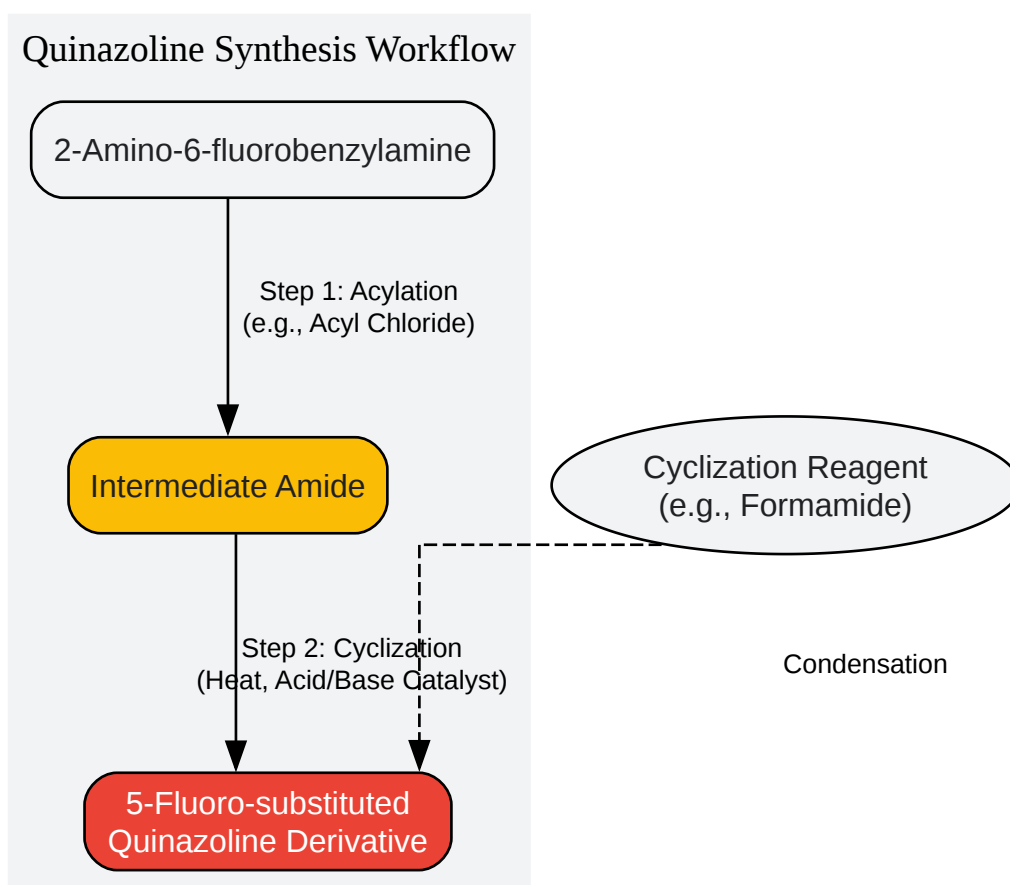 Quinazoline Synthesis Workflow
2-Amino-6-fluorobenzylamine
Step 1: Acylation
(e.g., Acyl Chloride)
Intermediate Amide
Cyclization Reagent
(e.g., Formamide)
Step 2: Cyclization
(Heat, Acid/Base Catalyst)
Condensation
5-Fluoro-substituted
Quinazoline Derivative